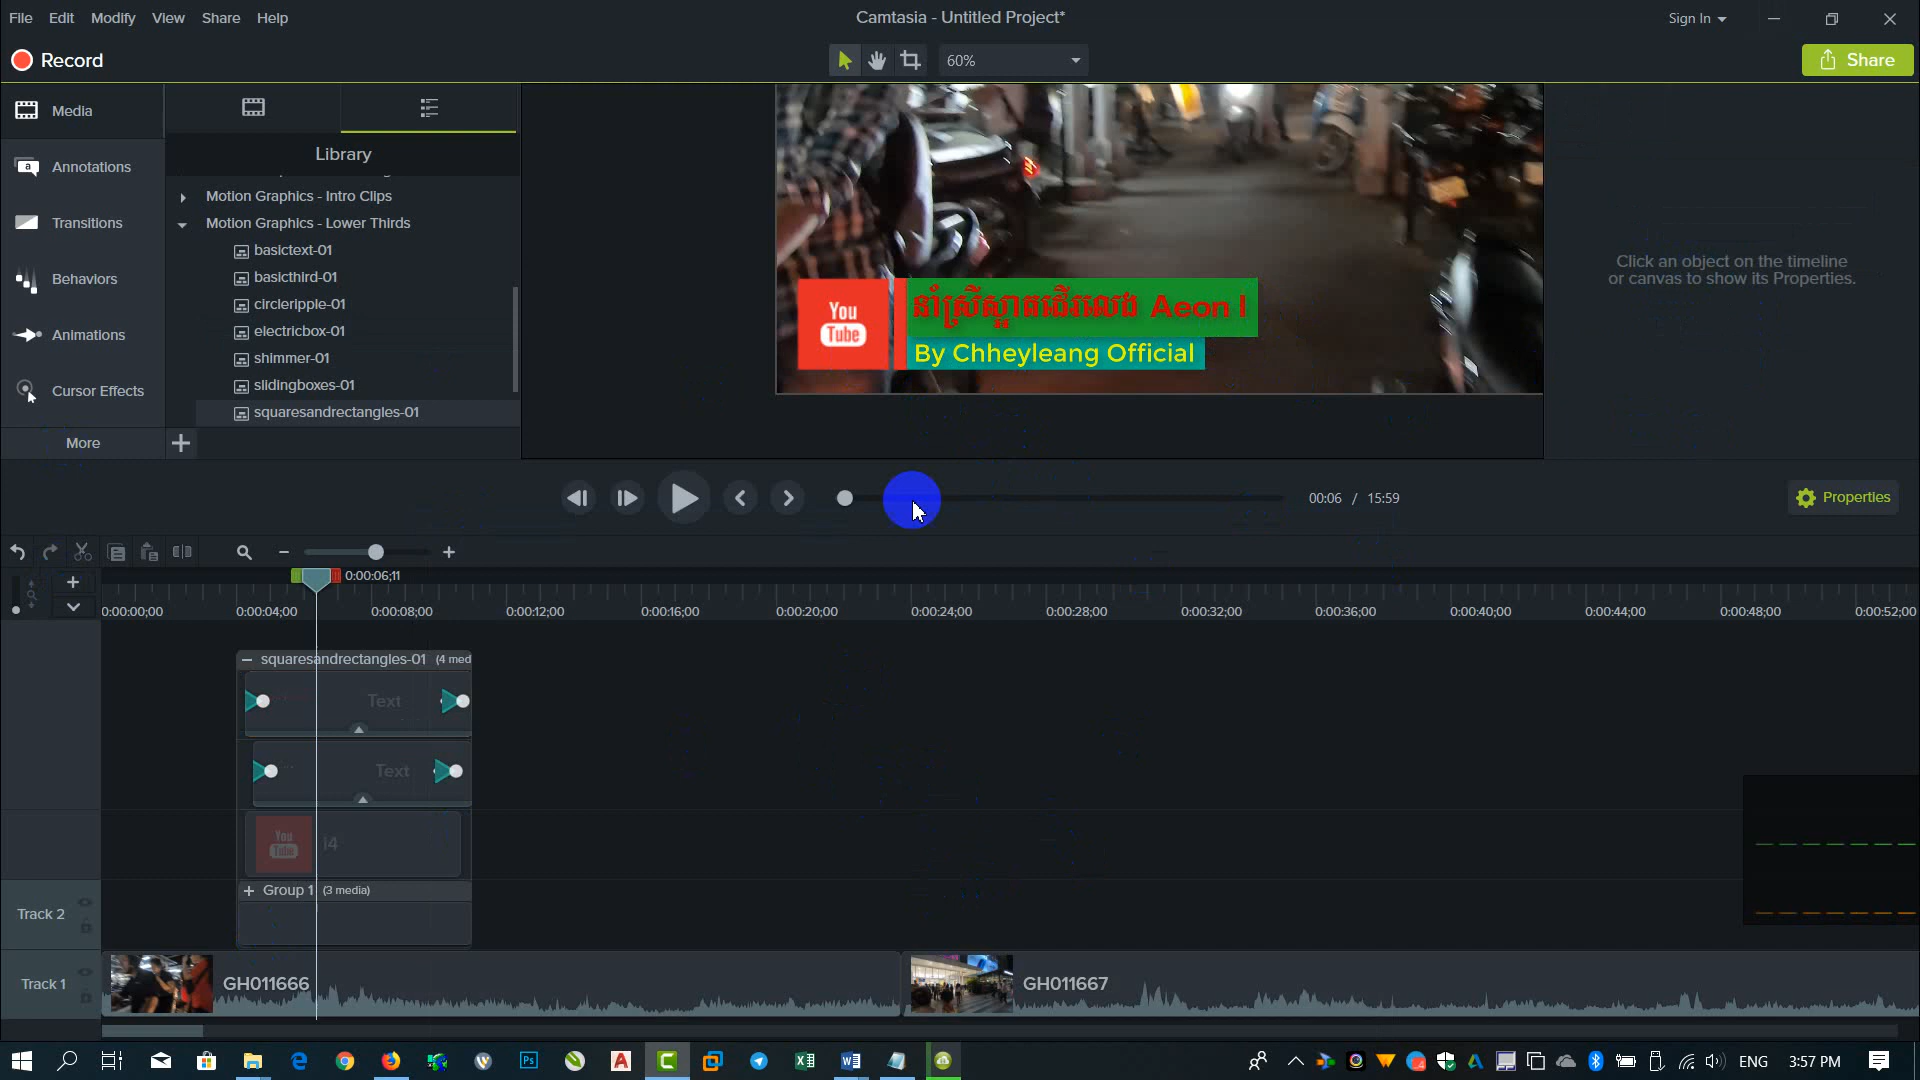 File Edit Modify View Share Help
Camtasia - Untitled Project*
Sign In
Record
60%
Share
Media
Annotations
Transitions
Behaviors
Animations
Cursor Effects
More
Library
Motion Graphics - Intro Clips
Motion Graphics - Lower Thirds
basictext-01
basicthird-01
circleripple-01
electricbox-01
shimmer-01
slidingboxes-01
squaresandrectangles-01
You
Tube
នាំស្រីស្អាតដើរលេង Aeon I
By Chheyleang Official
Click an object on the timeline
or canvas to show its Properties.
00:06 / 15:59
Properties
0:00:06;11
0:00:00;00 0:00:04;00 0:00:08;00 0:00:12;00 0:00:16;00 0:00:20;00 0:00:24;00 0:00:28;00 0:00:32;00 0:00:36;00 0:00:40;00 0:00:44;00 0:00:48;00 0:00:52;00
squaresandrectangles-01 (4 med
Text
Text
You
Tube
14
Group 1 (3 media)
Track 2
Track 1
GH011666
GH011667
ENG
3:57 PM